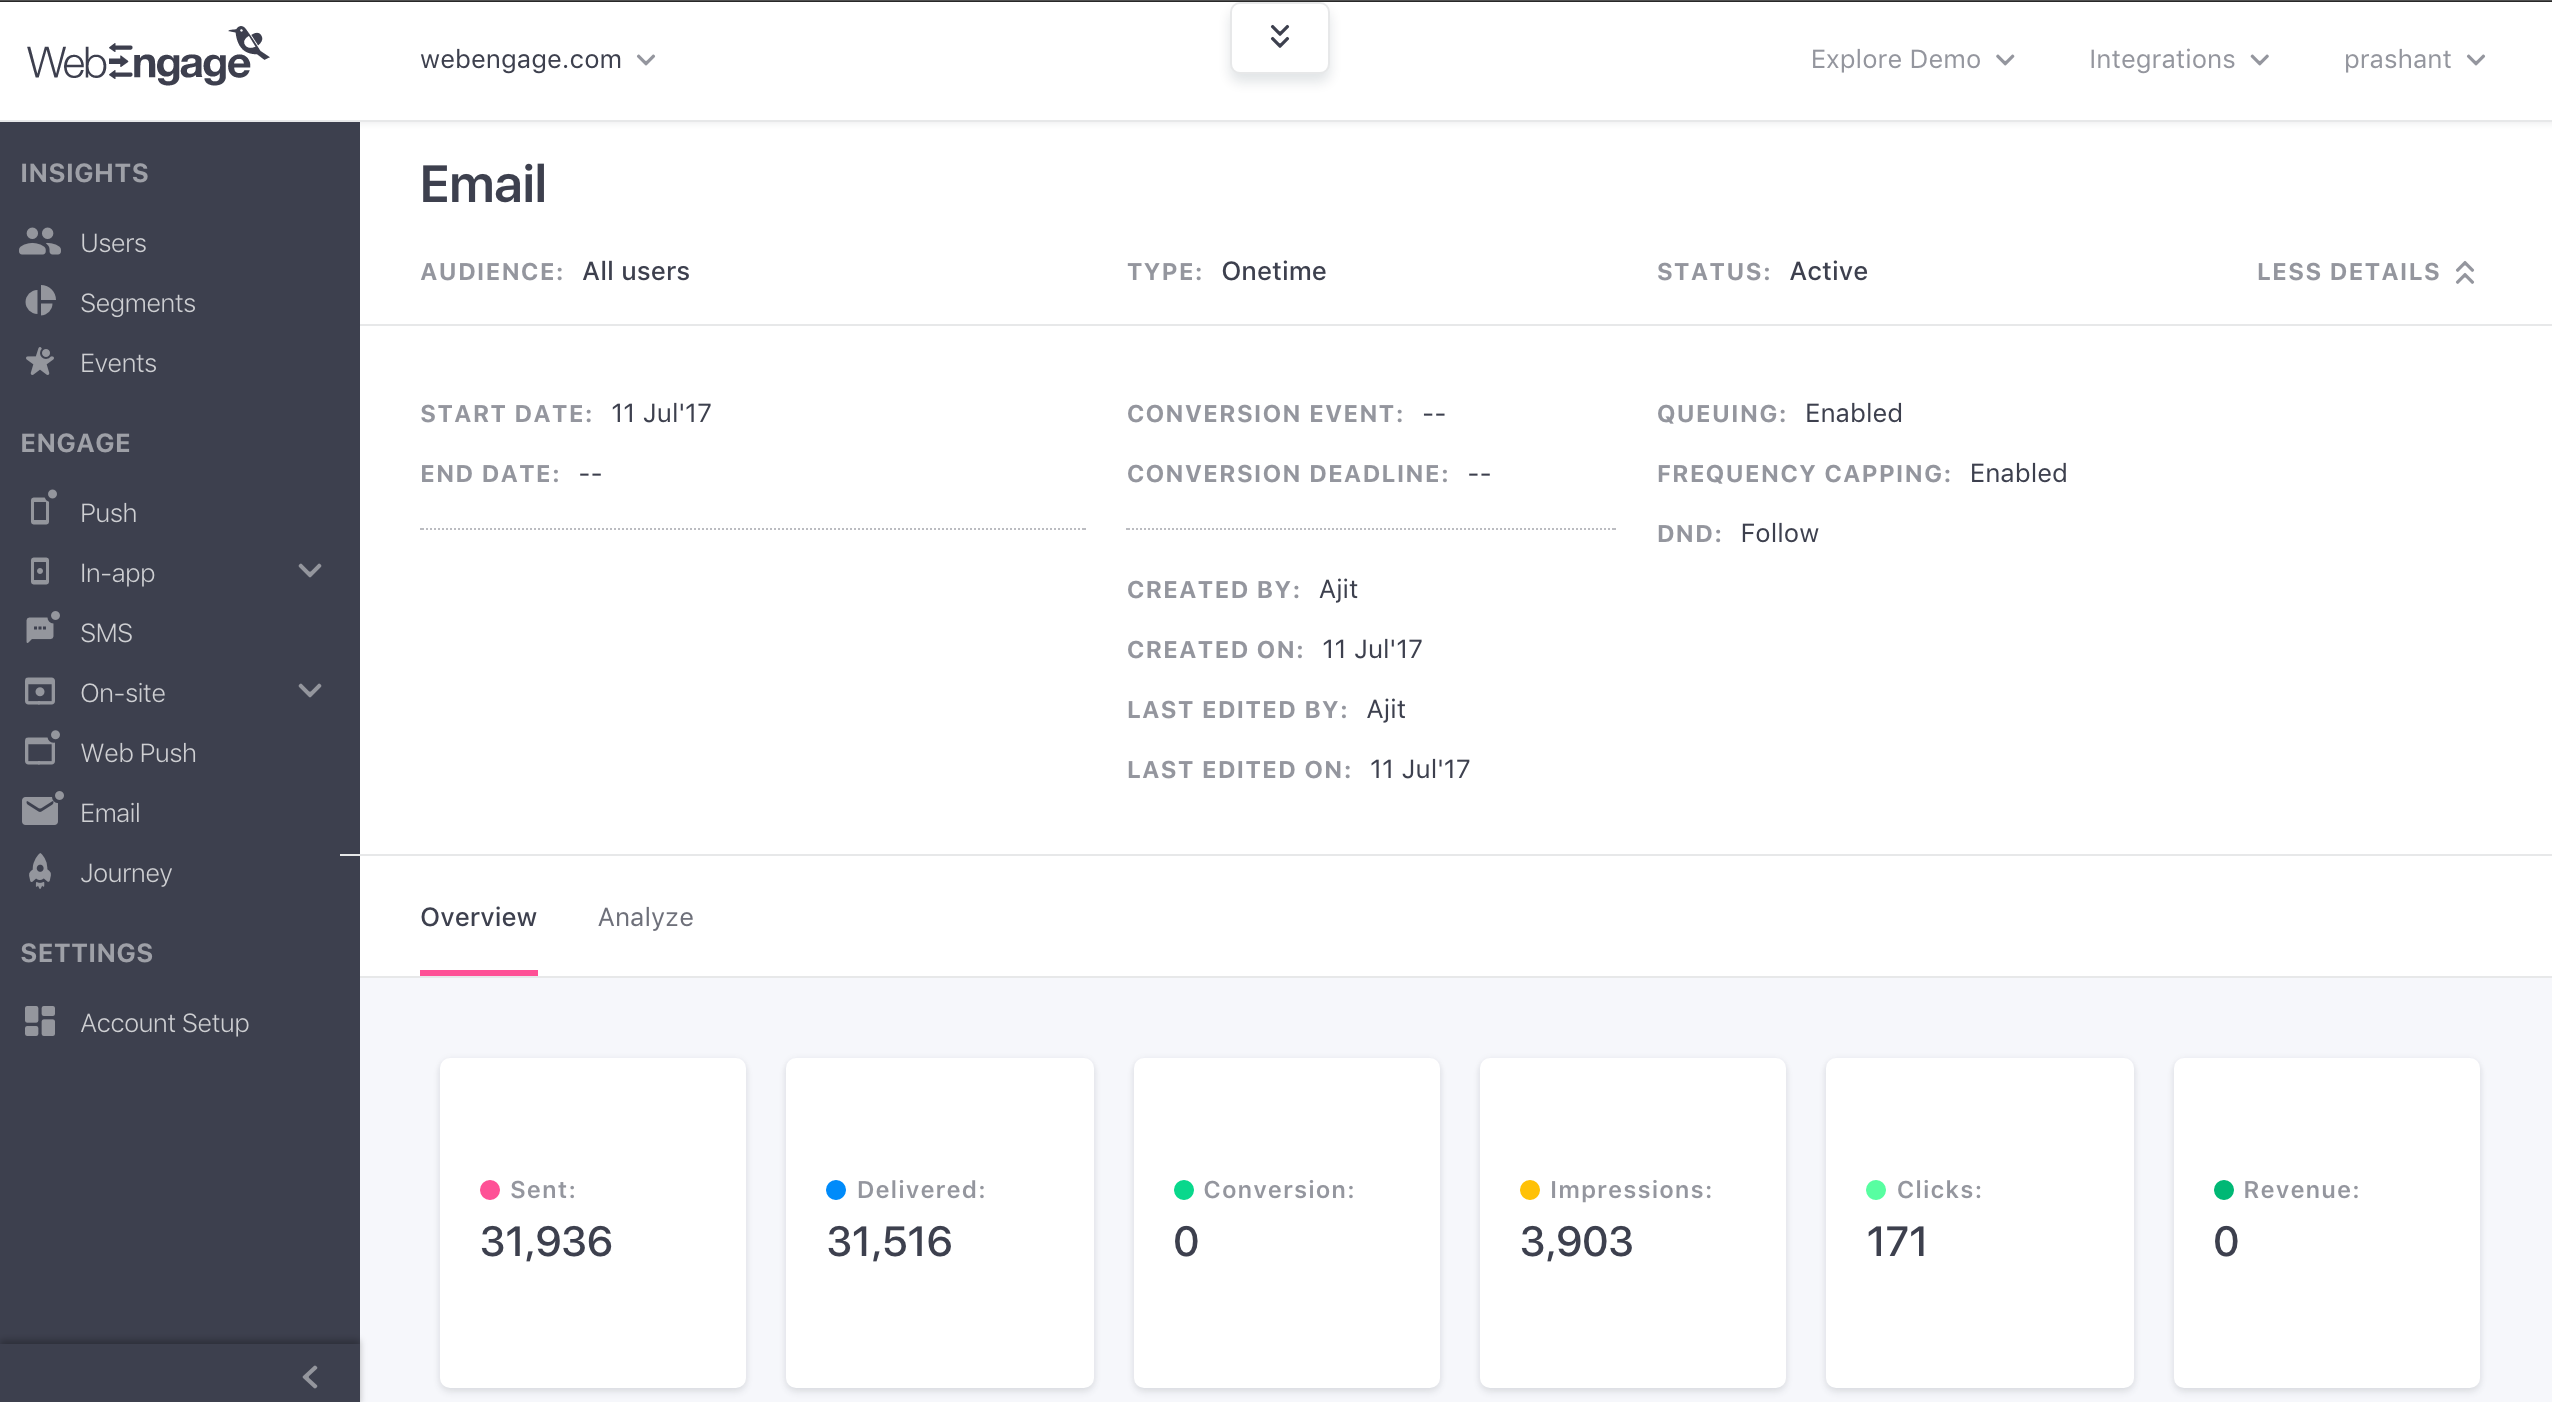 WebEngage
webengage.com
Explore Demo
Integrations
prashant
INSIGHTS
Users
Segments
Events
ENGAGE
Push
In-app
SMS
On-site
Web Push
Email
Journey
SETTINGS
Account Setup
Email
AUDIENCE: All users
TYPE: Onetime
STATUS: Active
LESS DETAILS
START DATE: 11 Jul'17
END DATE: --
CONVERSION EVENT: --
CONVERSION DEADLINE: --
CREATED BY: Ajit
CREATED ON: 11 Jul'17
LAST EDITED BY: Ajit
LAST EDITED ON: 11 Jul'17
QUEUING: Enabled
FREQUENCY CAPPING: Enabled
DND: Follow
Overview
Analyze
Sent:
31,936
Delivered:
31,516
Conversion:
0
Impressions:
3,903
Clicks:
171
Revenue:
0